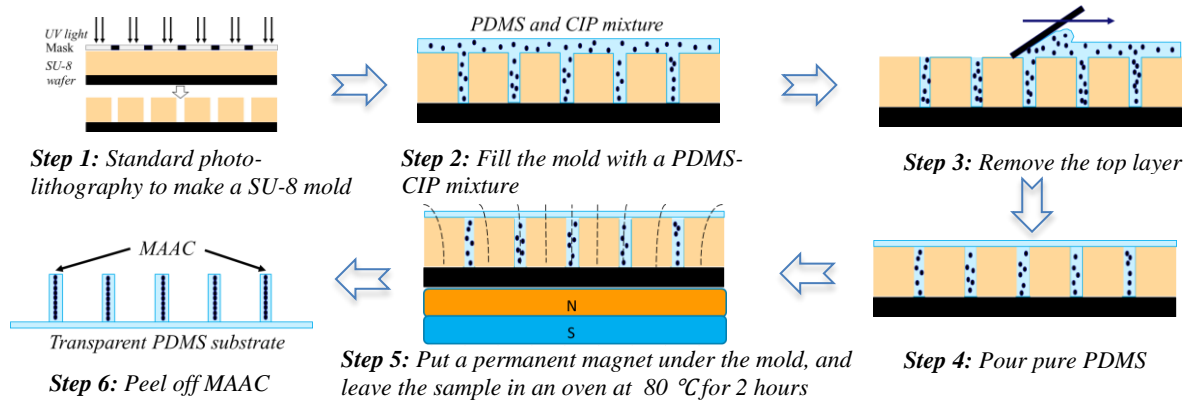 UV light
Mask
SU-8
wafer
Step 1: Standard photo-
lithography to make a SU-8 mold
PDMS and CIP mixture
Step 2: Fill the mold with a PDMS-
CIP mixture
Step 3: Remove the top layer
Step 4: Pour pure PDMS
N
S
Step 5: Put a permanent magnet under the mold, and
leave the sample in an oven at 80 ℃ for 2 hours
MAAC
Transparent PDMS substrate
Step 6: Peel off MAAC